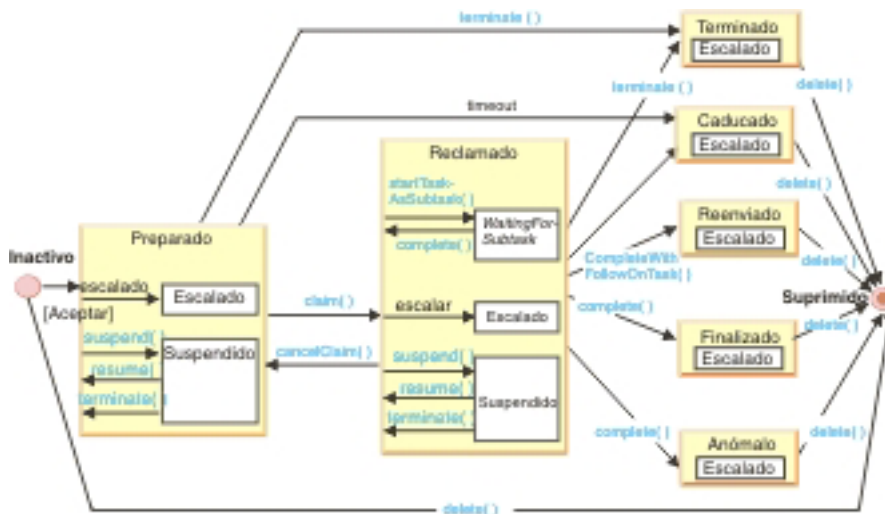 terminate ( )
Terminado
Escalado
terminate ( )
delete( )
timeout
Caducado
Escalado
Reclamado
startTask-
AsSubtask( )
WaitingFor-
Subtask
complete( )
delete( )
Reenviado
Escalado
Preparado
Inactivo
escalado
Escalado
[Aceptar]
claim( )
escalar
Escalado
CompleteWith
FollowOnTask( )
delete( )
Suprimido
complete( )
suspend( )
Suspendido
resume(
terminate( )
cancelClaim( )
suspend( )
resume( )
Suspendido
terminate( )
Finalizado
Escalado
delete( )
complete( )
Anómalo
Escalado
delete( )
delete( )